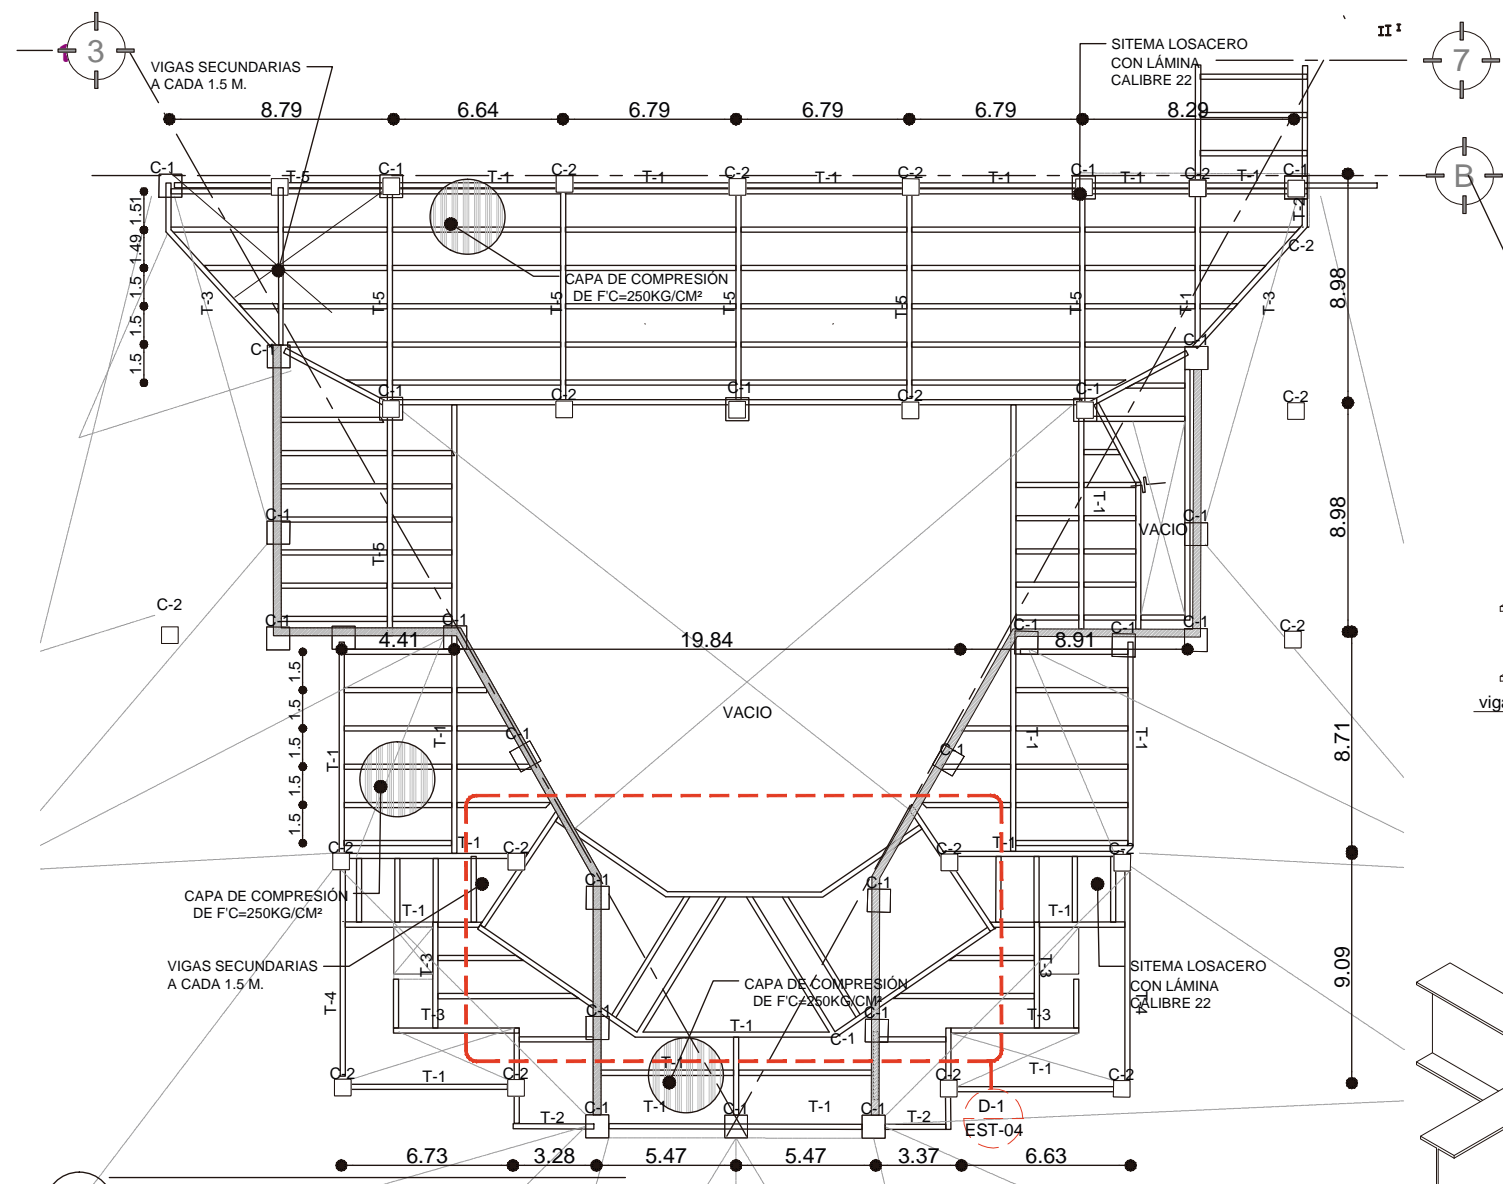 3
7
B
VIGAS SECUNDARIAS
A CADA 1.5 M.
SITEMA LOSACERO
CON LÁMINA
CALIBRE 22
8.79
6.64
6.79
6.79
6.79
8.29
C-1
T-5
C-1
T-1
C-2
T-1
C-2
T-1
C-2
T-1
C-1
T-1
C-2
T-1
C-1
T-2
C-2
1.51
1.49
1.5
1.5
1.5
CAPA DE COMPRESIÓN
DE F'C=250KG/CM²
T-3
T-5
T-5
T-5
T-5
T-5
T-1
T-3
8.98
C-1
C-1
C-1
C-2
C-1
C-2
C-1
C-2
C-1
T-1
C-1
VACIO
8.98
T-5
C-2
C-1
C-1
C-1
C-1
C-1
C-2
4.41
19.84
8.91
1.5
1.5
1.5
1.5
1.5
VACIO
T-1
T-1
C-1
C-1
T-1
T-1
8.71
viga
T-1
C-2
C-2
T-1
C-2
C-2
CAPA DE COMPRESIÓN
DE F'C=250KG/CM²
T-1
C-1
C-1
T-1
VIGAS SECUNDARIAS
A CADA 1.5 M.
T-3
T-4
T-3
CAPA DE COMPRESIÓN
DE F'C=250KG/CM²
T-3
SITEMA LOSACERO
CON LÁMINA
CALIBRE 22
T-4
9.09
C-1
T-1
C-1
C-1
T-3
C-2
T-1
C-2
C-2
T-1
C-2
T-2
C-1
T-1
C-1
T-1
C-1
T-2
D-1
EST-04
6.73
3.28
5.47
5.47
3.37
6.63